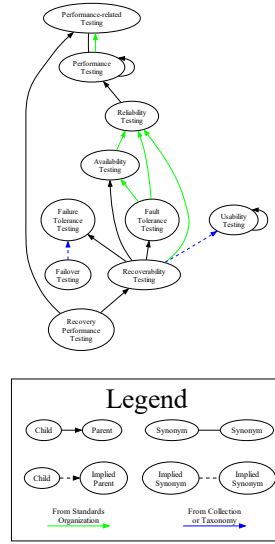 Performance-related
Testing
Performance
Testing
Reliability
Testing
Availability
Testing
Failure
Tolerance
Testing
Fault
Tolerance
Testing
Usability
Testing
Failover
Testing
Recoverability
Testing
Recovery
Performance
Testing
Legend
Child
Parent
Synonym
Synonym
Child
Implied
Parent
Implied
Synonym
Implied
Synonym
From Standards
Organization
From Collection
or Taxonomy